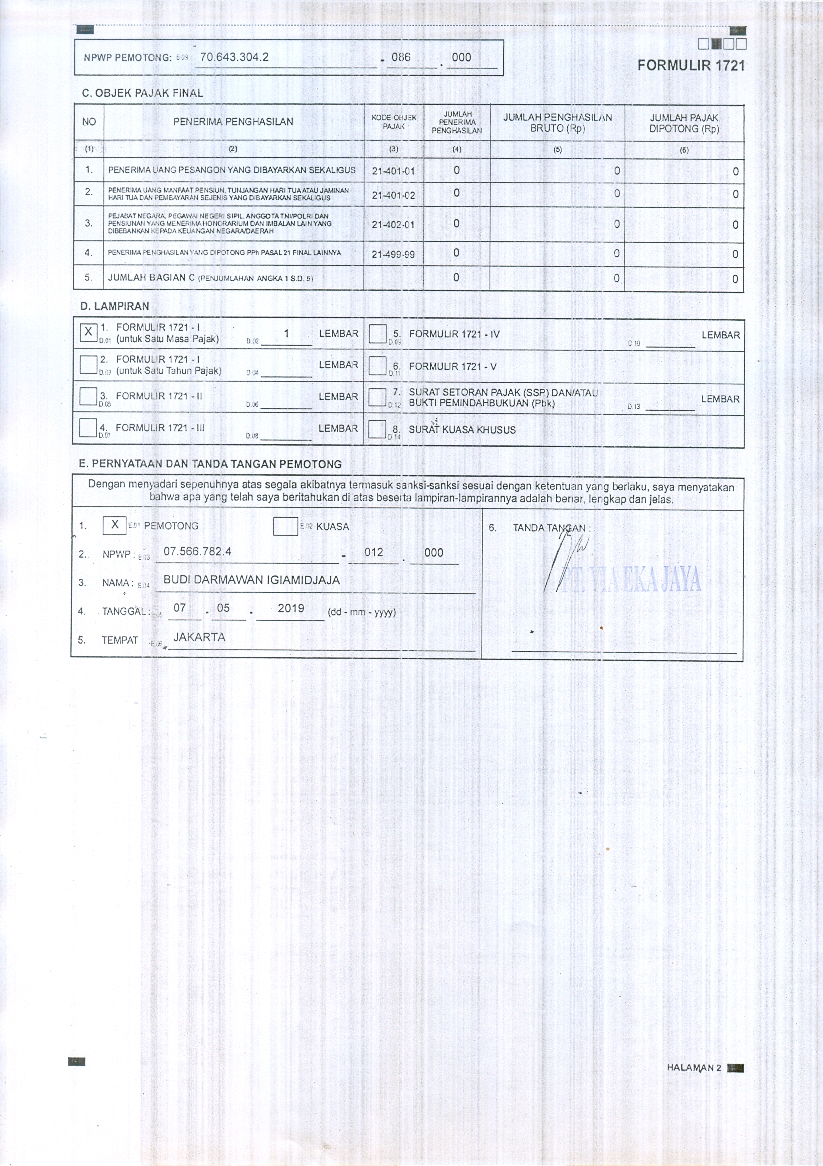 NPWP PEMOTONG: 70.643.304.2 - 086 . 000
FORMULIR 1721
C. OBJEK PAJAK FINAL
NO PENERIMA PENGHASILAN KODE OBJEK PAJAK JUMLAH PENERIMA PENGHASILAN JUMLAH PENGHASILAN BRUTO (Rp) JUMLAH PAJAK DIPOTONG (Rp)
(1) (2) (3) (4) (5) (6)
1. PENERIMA UANG PESANGON YANG DIBAYARKAN SEKALIGUS 21-401-01 0 0 0
2. PENERIMA UANG MANFAAT PENSIUN, TUNJANGAN HARI TUA ATAU JAMINAN
HARI TUA DAN PEMBAYARAN SEJENIS YANG DIBAYARKAN SEKALIGUS 21-401-02 0 0 0
3. PEJABAT NEGARA, PEGAWAI NEGERI SIPIL, ANGGOTA TNI/POLRI DAN
PENSIUNAN YANG MENERIMA HONORARIUM DAN IMBALAN LAIN YANG
DIBEBANKAN KEPADA KEUANGAN NEGARA/DAERAH 21-402-01 0 0 0
4. PENERIMA PENGHASILAN YANG DIPOTONG PPh PASAL 21 FINAL LAINNYA 21-499-99 0 0 0
5. JUMLAH BAGIAN C (PENJUMLAHAN ANGKA 1 S.D. 5) 0 0 0
D. LAMPIRAN
X 1. FORMULIR 1721 - I
D.01 (untuk Satu Masa Pajak) D.02 1 LEMBAR
2. FORMULIR 1721 - I
D.03 (untuk Satu Tahun Pajak) D.04 LEMBAR
3. FORMULIR 1721 - II
D.05 D.06 LEMBAR
4. FORMULIR 1721 - III
D.07 D.08 LEMBAR
5. FORMULIR 1721 - IV
D.09 D.10 LEMBAR
6. FORMULIR 1721 - V
D.11
7. SURAT SETORAN PAJAK (SSP) DAN/ATAU
D.12 BUKTI PEMINDAHBUKUAN (Pbk) D.13 LEMBAR
8. SURAT KUASA KHUSUS
D.14
E. PERNYATAAN DAN TANDA TANGAN PEMOTONG
Dengan menyadari sepenuhnya atas segala akibatnya termasuk sanksi-sanksi sesuai dengan ketentuan yang berlaku, saya menyatakan
bahwa apa yang telah saya beritahukan di atas beserta lampiran-lampirannya adalah benar, lengkap dan jelas.
1. X E.01 PEMOTONG E.02 KUASA
2. NPWP : E.03 07.566.782.4 - 012 . 000
3. NAMA : E.04 BUDI DARMAWAN IGIAMIDJAJA
4. TANGGAL : 07 - 05 - 2019 (dd - mm - yyyy)
5. TEMPAT JAKARTA
6. TANDA TANGAN :
EKA JAYA
HALAMAN 2